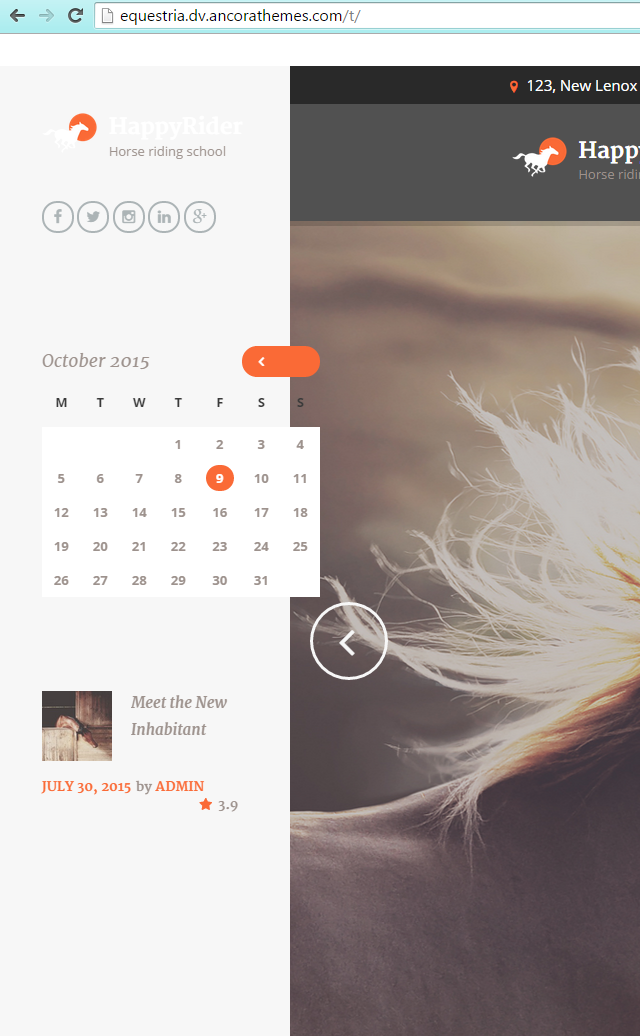 equestria.dv.ancorathemes.com/t/
123, New Lenox
HappyRider
Horse riding school
Happy
Horse ridin
October 2015
M T W T F S S
1 2 3 4
5 6 7 8 9 10 11
12 13 14 15 16 17 18
19 20 21 22 23 24 25
26 27 28 29 30 31
Meet the New
Inhabitant
JULY 30, 2015 by ADMIN
3.9